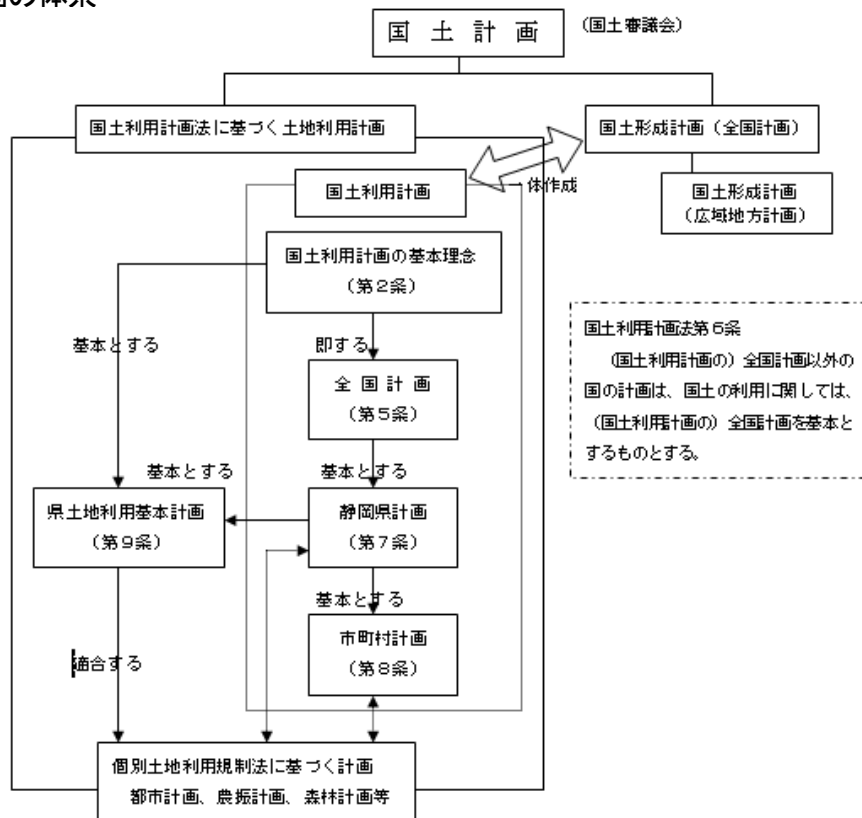 の体系
国土計画
(国土審議会)
国土利用計画法に基づく土地利用計画
国土形成計画(全国計画)
一体作成
国土形成計画
(広域地方計画)
国土利用計画
国土利用計画の基本理念
(第2条)
基本とする
即する
全国計画
(第5条)
基本とする
基本とする
県土地利用基本計画
(第9条)
静岡県計画
(第7条)
基本とする
市町村計画
(第8条)
適合する
個別土地利用規制法に基づく計画
都市計画、農振計画、森林計画等
国土利用計画法第6条
(国土利用計画の)全国計画以外の
国の計画は、国土の利用に関しては、
(国土利用計画の)全国計画を基本と
するものとする。